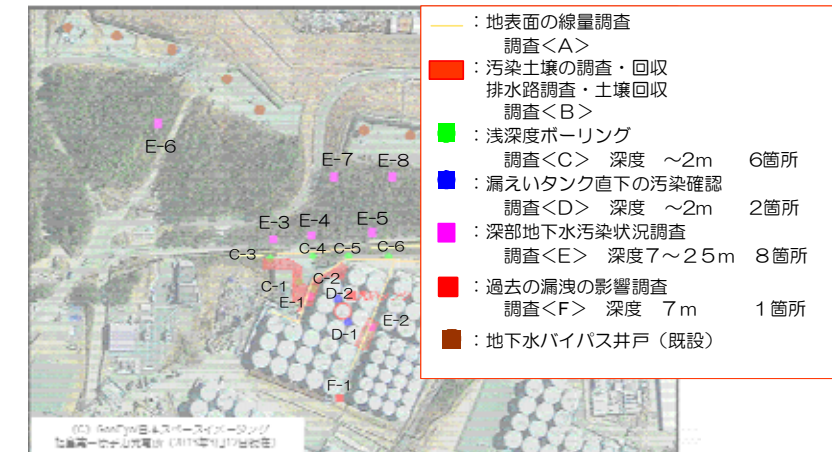 ：地表面の線量調査
調査＜A＞
：汚染土壌の調査・回収
排水路調査・土壌回収
調査＜B＞
：浅深度ボーリング
調査＜C＞　深度　～2m　6箇所
：漏えいタンク直下の汚染確認
調査＜D＞　深度　～2m　2箇所
：深部地下水汚染状況調査
調査＜E＞　深度7～25m　8箇所
：過去の漏洩の影響調査
調査＜F＞　深度　7m　1箇所
：地下水バイパス井戸（既設）
E-6
E-7
E-8
E-3
E-4
E-5
C-3
C-4
C-5
C-6
C-1
C-2
E-1
D-2
E-2
D-1
F-1